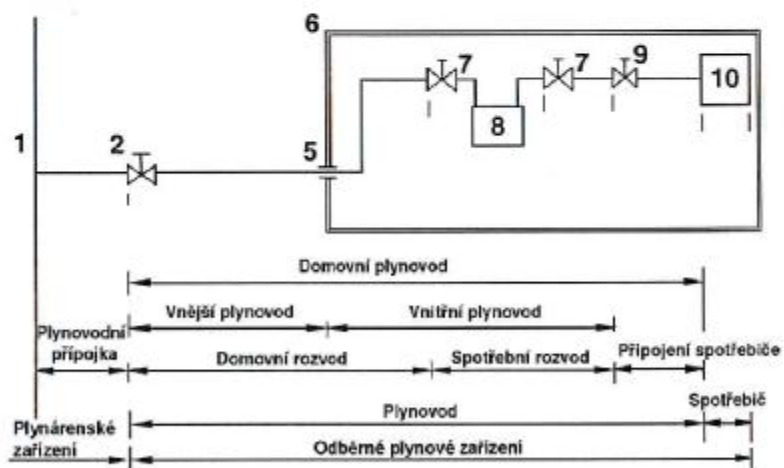 6
7
7
9
10
1
2
5
8
Domovní plynovod
Vnější plynovod
Vnitřní plynovod
Plynovodní
přípojka
Domovní rozvod
Spotřební rozvod
Připojení spotřebiče
Plynovod
Spotřebič
Plynárenské
zařízení
Odběrné plynové zařízení